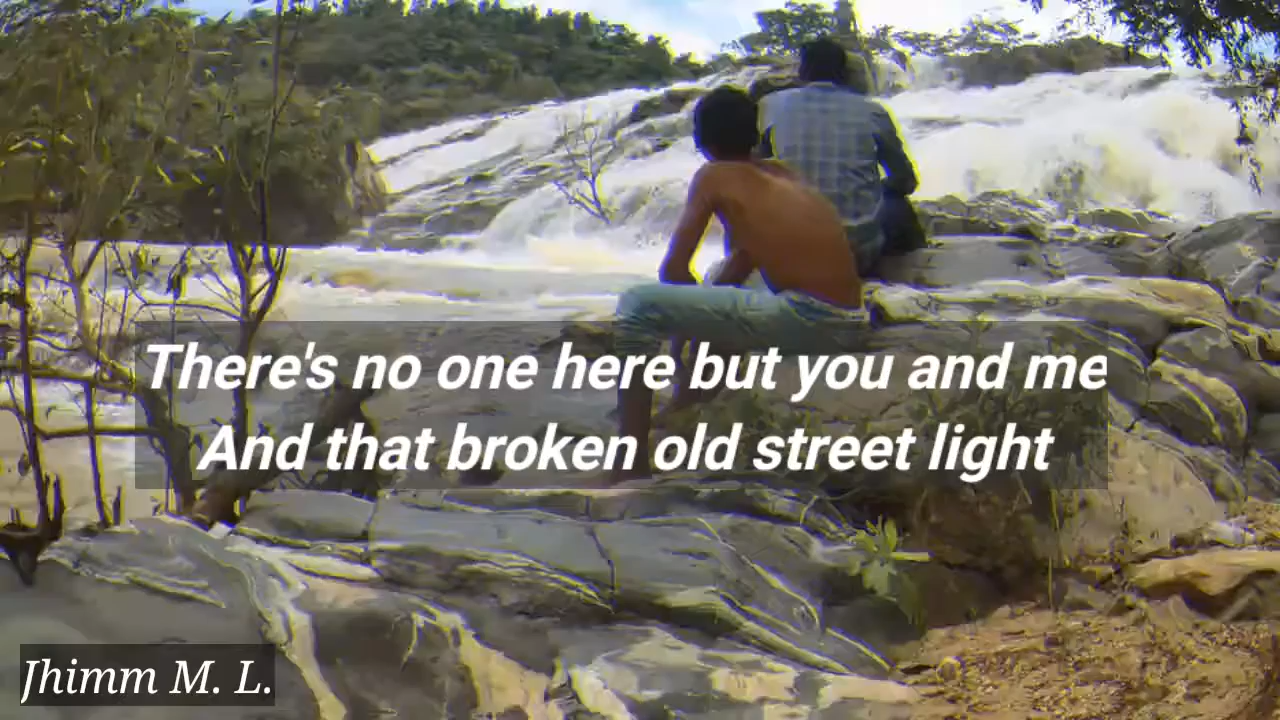 There's no one here but you and me
And that broken old street light
Jhimm M. L.